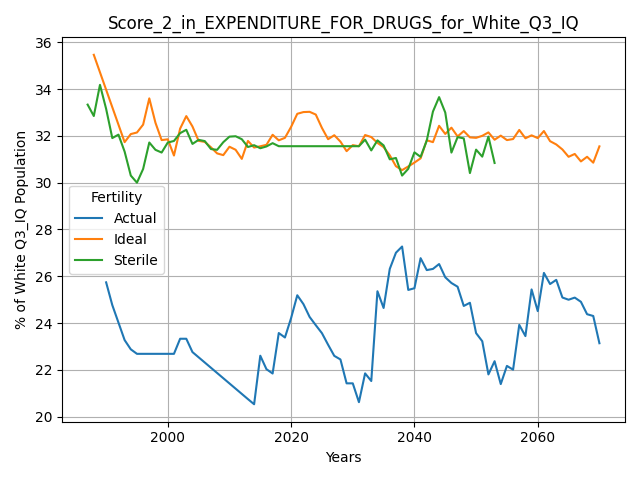 Score_2_in_EXPENDITURE_FOR_DRUGS_for_White_Q3_IQ
36
34
32
30
28
26
24
22
20
% of White Q3_IQ Population
Fertility
Actual
Ideal
Sterile
2000
2020
2040
2060
Years